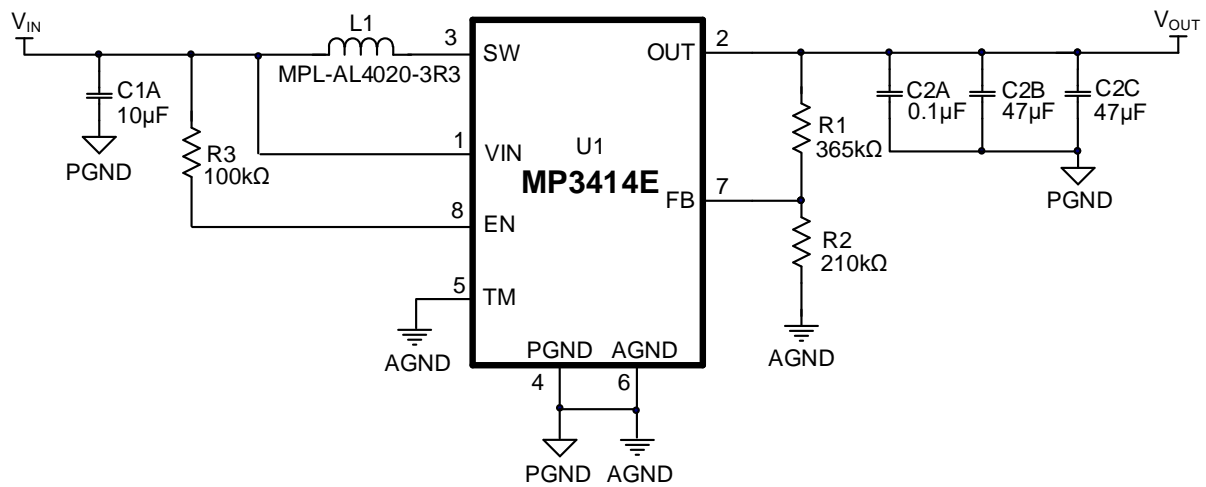 VIN
L1
VOUT
3
SW
OUT
2
MPL-AL4020-3R3
C1A
10µF
PGND
R3
100kΩ
1
VIN
U1
MP3414E
FB
7
R1
365kΩ
C2A
0.1µF
C2B
47µF
C2C
47µF
PGND
8
EN
R2
210kΩ
5
TM
AGND
AGND
PGND
AGND
4
6
PGND
AGND